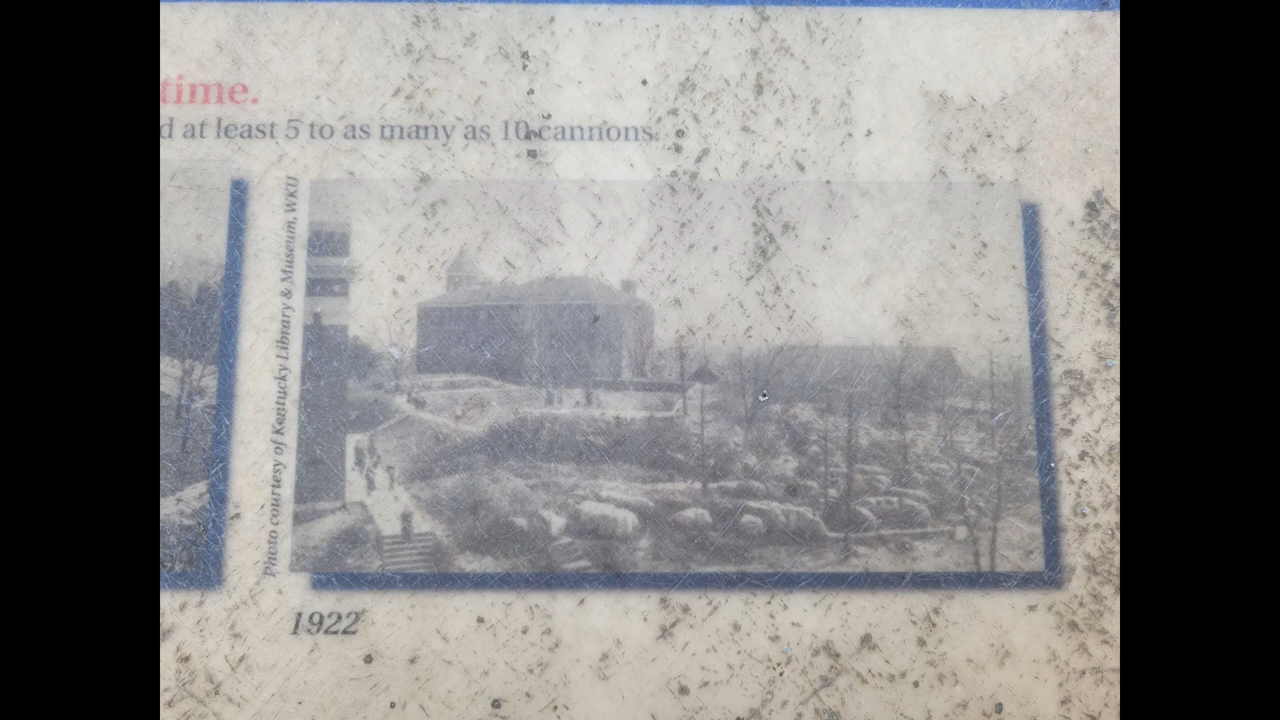 time.
d at least 5 to as many as 10 cannons.
Photo courtesy of Kentucky Library & Museum, WKU
1922